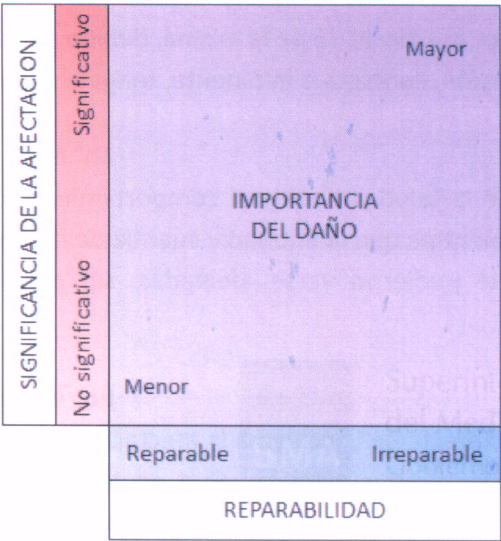 SIGNIFICANCIA DE LA AFECTACION
Significativo
No significativo
Mayor
IMPORTANCIA
DEL DAÑO
Menor
Reparable
Irreparable
REPARABILIDAD